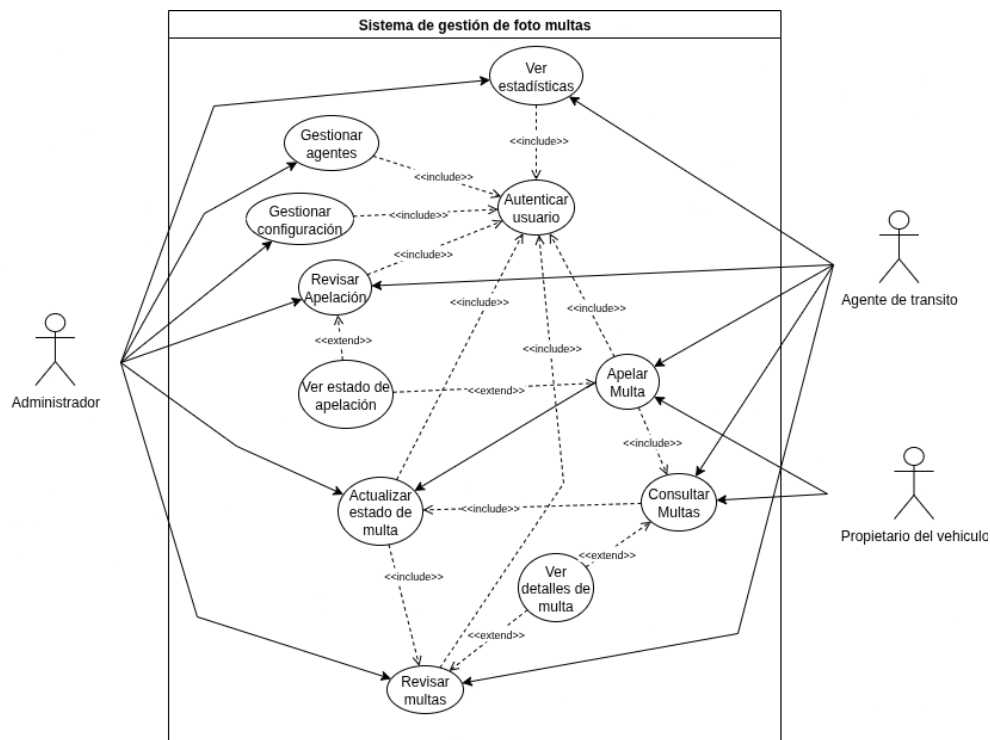 Sistema de gestión de foto multas
Ver
estadísticas
Gestionar
agentes
<<include>>
<<include>>
Autenticar
usuario
Gestionar
configuración
<<include>>
<<include>>
Revisar
Apelación
Agente de transito
<<include>>
<<include>>
<<extend>>
<<include>>
Administrador
Ver estado de
apelación
<<extend>>
Apelar
Multa
<<include>>
Actualizar
estado de
multa
<<include>>
Consultar
Multas
Propietario del vehiculo
<<extend>>
Ver
detalles de
multa
<<include>>
<<extend>>
Revisar
multas